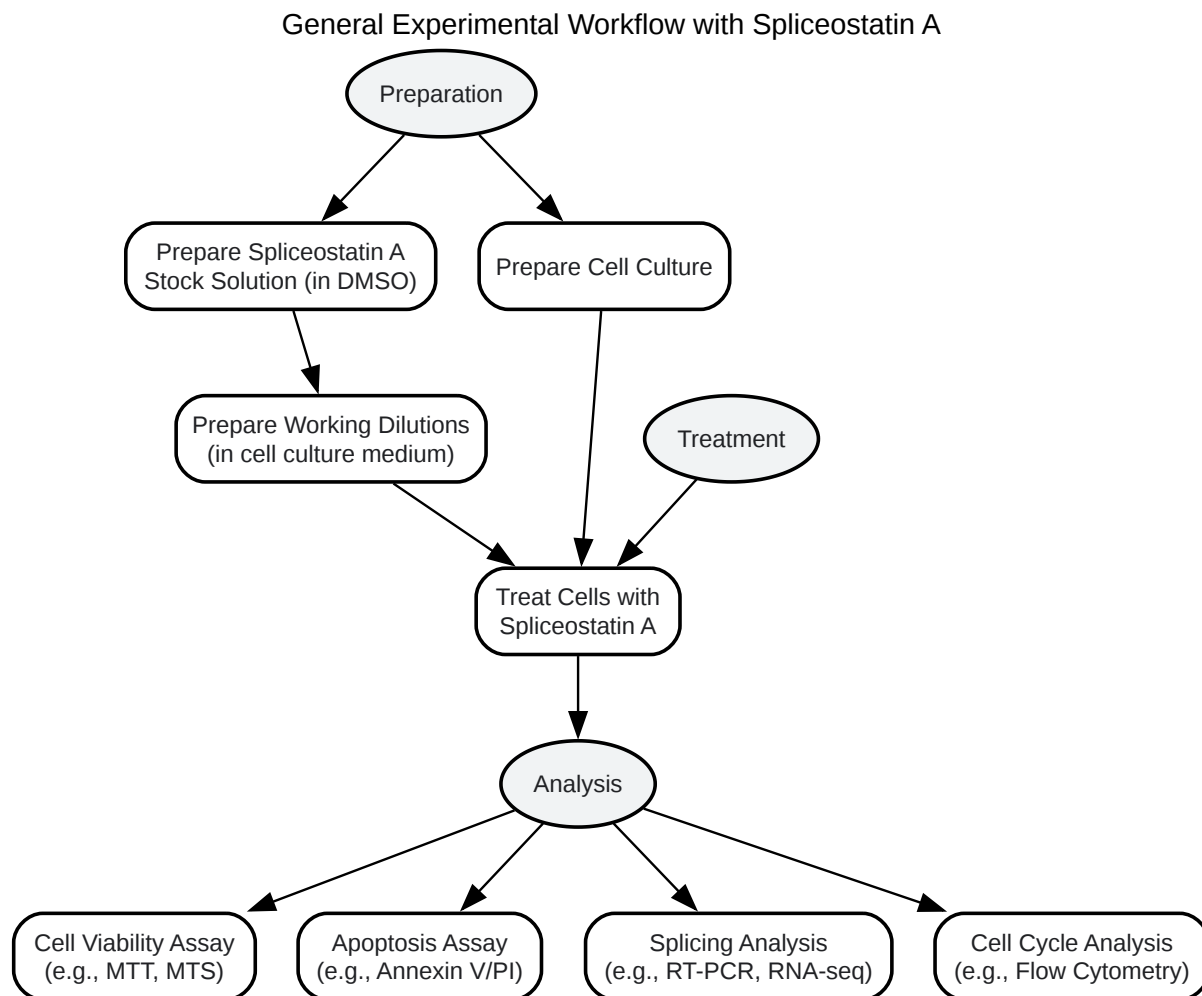 General Experimental Workflow with Spliceostatin A
Preparation
Prepare Spliceostatin A
Stock Solution (in DMSO)
Prepare Cell Culture
Prepare Working Dilutions
(in cell culture medium)
Treatment
Treat Cells with
Spliceostatin A
Analysis
Cell Viability Assay
(e.g., MTT, MTS)
Apoptosis Assay
(e.g., Annexin V/PI)
Splicing Analysis
(e.g., RT-PCR, RNA-seq)
Cell Cycle Analysis
(e.g., Flow Cytometry)